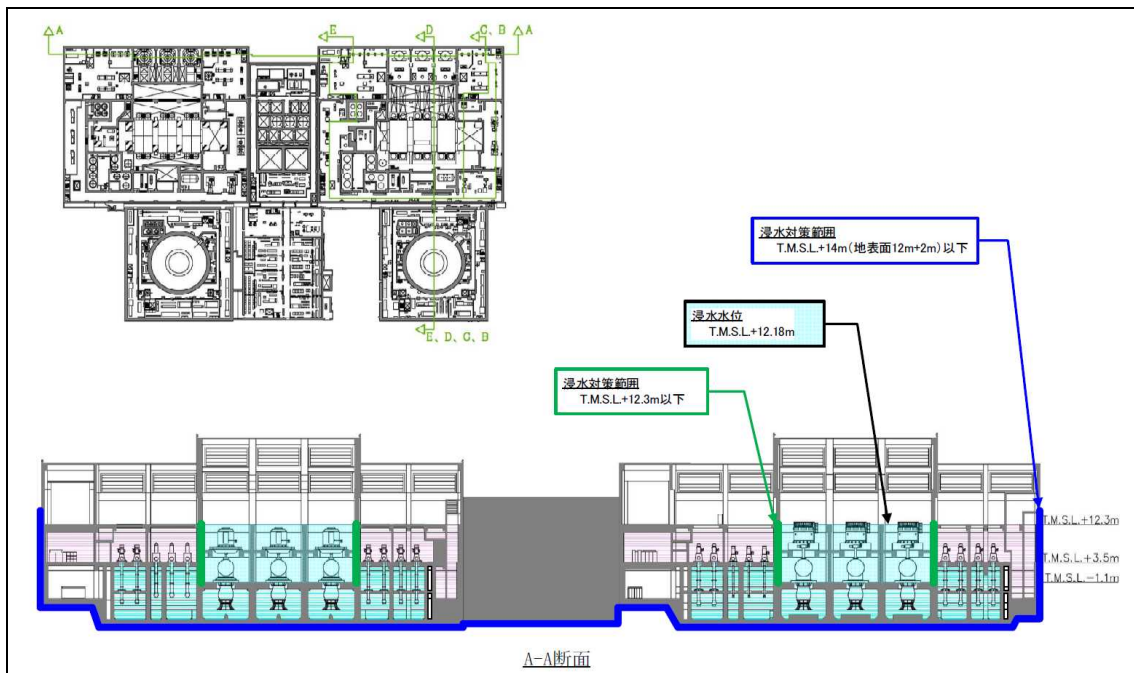 A
E
D
C、B
A
E、D、C、B
浸水対策範囲
T.M.S.L.+14m(地表面12m+2m)以下
浸水水位
T.M.S.L.+12.18m
浸水対策範囲
T.M.S.L.+12.3m以下
T.M.S.L.+12.3m
T.M.S.L.+3.5m
T.M.S.L.-1.1m
A-A断面